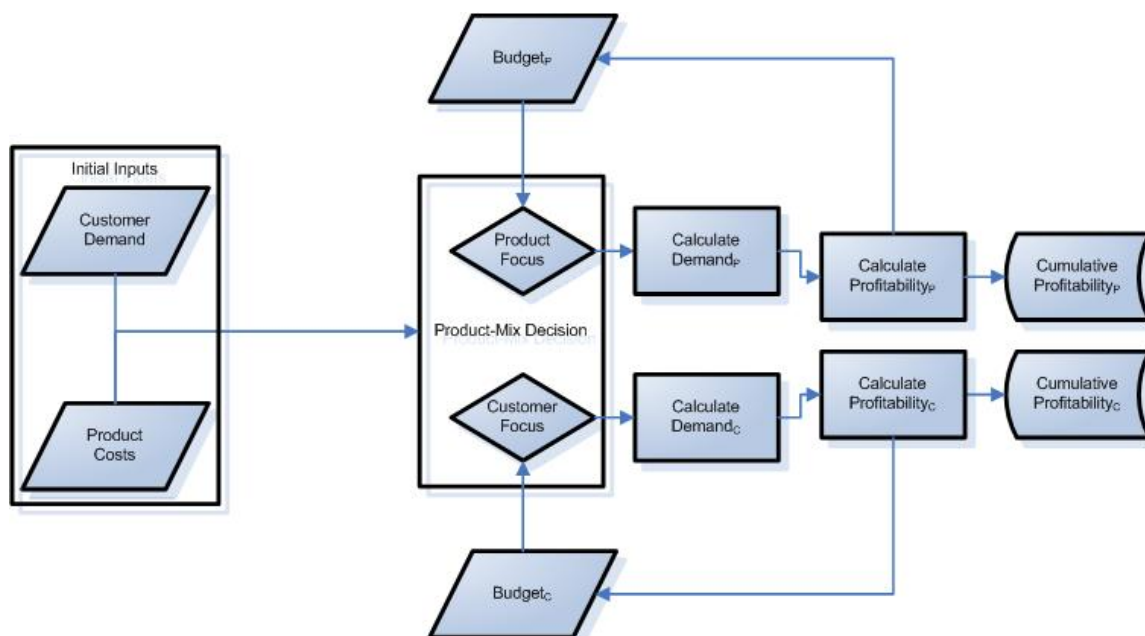 Budget_P
Initial Inputs
Customer
Demand
Product
Focus
Calculate
Demand_P
Calculate
Profitability_P
Cumulative
Profitability_P
Product-Mix Decision
Product
Costs
Customer
Focus
Calculate
Demand_C
Calculate
Profitability_C
Cumulative
Profitability_C
Budget_C